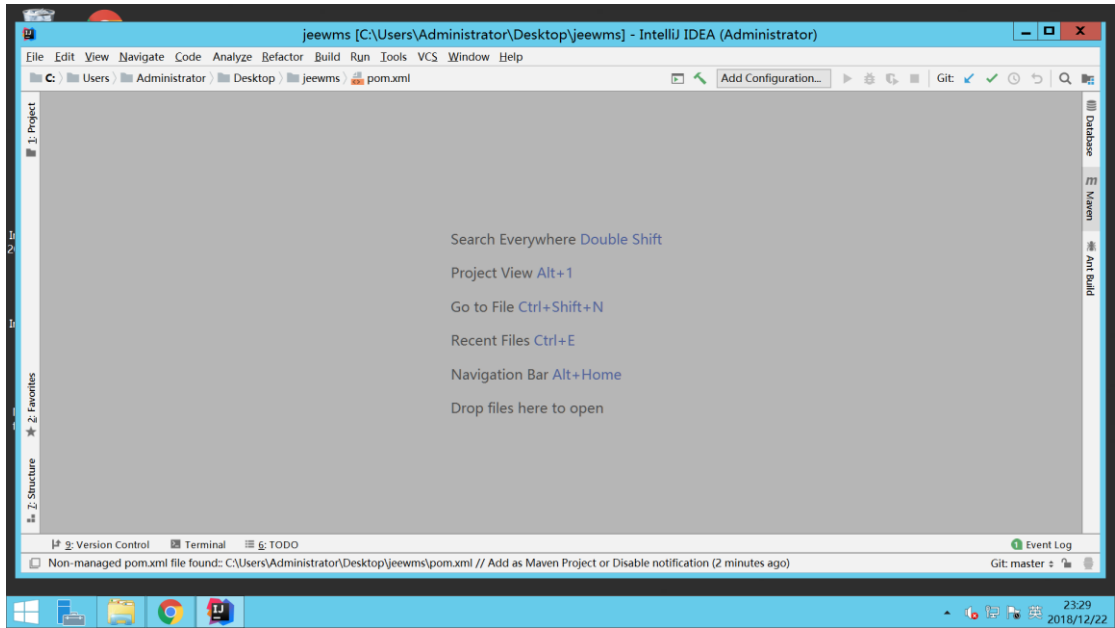 jeewms [C:\Users\Administrator\Desktop\jeewms] - IntelliJ IDEA (Administrator)
File Edit View Navigate Code Analyze Refactor Build Run Tools VCS Window Help
C: Users Administrator Desktop jeewms pom.xml Add Configuration... Git:
1: Project
2: Favorites
7: Structure
Search Everywhere Double Shift
Project View Alt+1
Go to File Ctrl+Shift+N
Recent Files Ctrl+E
Navigation Bar Alt+Home
Drop files here to open
Database
m Maven
Ant Build
9: Version Control Terminal 6: TODO 1 Event Log
Non-managed pom.xml file found:: C:\Users\Administrator\Desktop\jeewms\pom.xml // Add as Maven Project or Disable notification (2 minutes ago) Git: master
英
23:29
2018/12/22